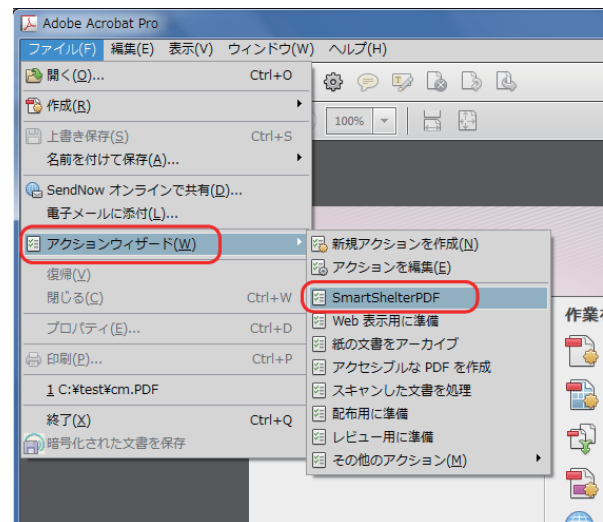 Adobe Acrobat Pro
ファイル(F) 編集(E) 表示(V) ウィンドウ(W) ヘルプ(H)
開く(O)... Ctrl+O
作成(R)
100%
上書き保存(S) Ctrl+S
名前を付けて保存(A)...
SendNow オンラインで共有(D)...
電子メールに添付(L)...
アクションウィザード(W)
新規アクションを作成(N)
アクションを編集(E)
復帰(V)
閉じる(C) Ctrl+W
SmartShelterPDF
Web 表示用に準備
作業を
プロパティ(E)... Ctrl+D
紙の文書をアーカイブ
印刷(P)... Ctrl+P
アクセシブルな PDF を作成
1 C:¥test¥cm.PDF
スキャンした文書を処理
終了(X) Ctrl+Q
配布用に準備
暗号化された文書を保存
レビュー用に準備
その他のアクション(M)